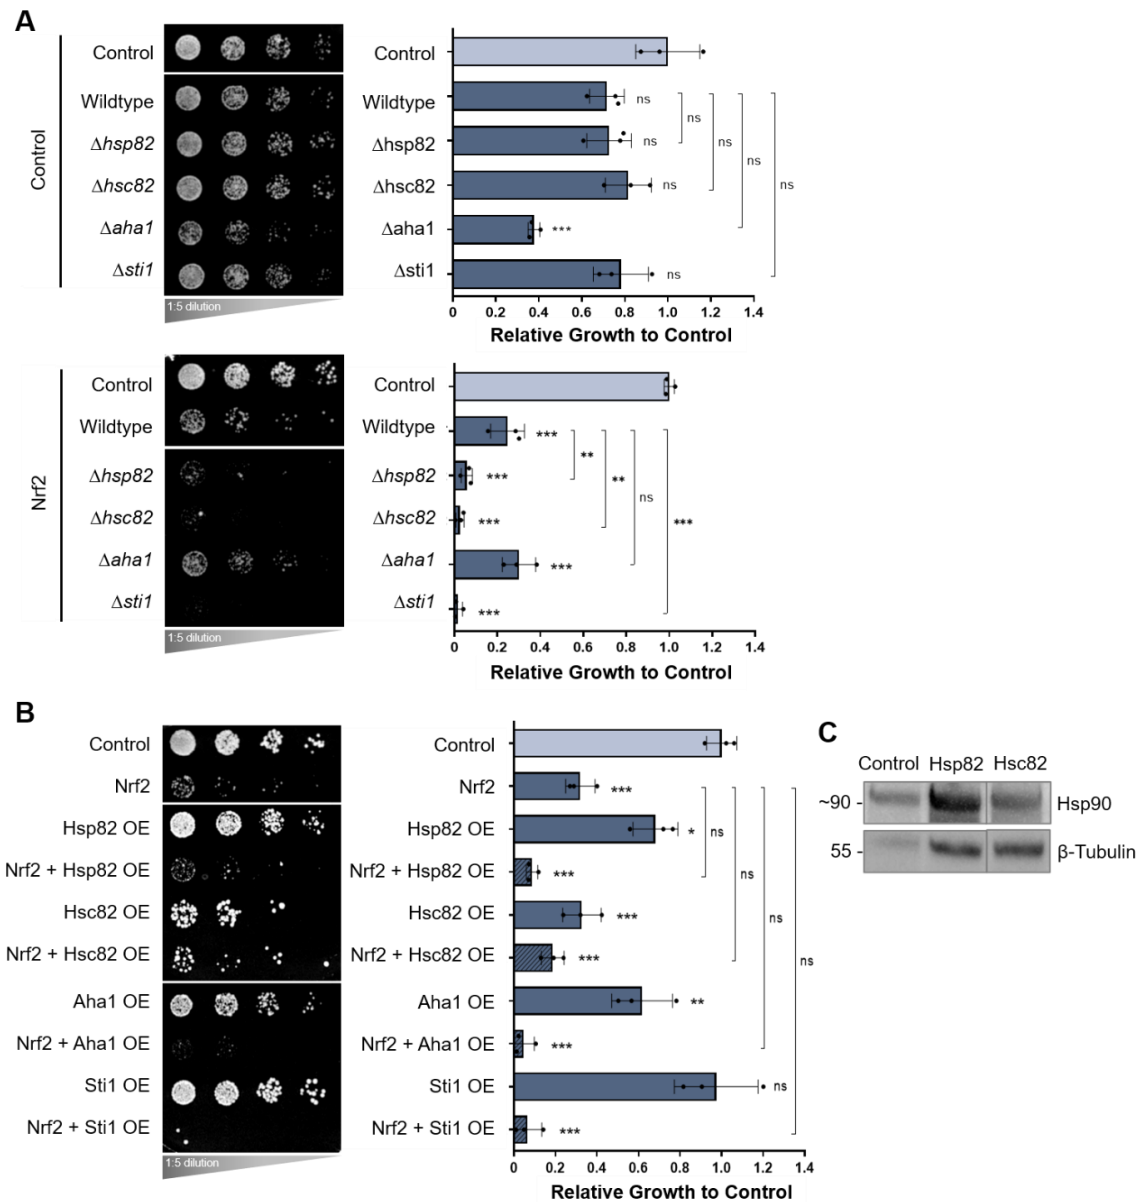 A
Control
Control
Wildtype
Δhsp82
Δhsc82
Δaha1
Δsti1
1:5 dilution
Control
Wildtype
Δhsp82
Δhsc82
Δaha1
Δsti1
ns
ns
ns
***
ns
ns
ns
ns
ns
0 0.2 0.4 0.6 0.8 1.0 1.2 1.4
Relative Growth to Control
Nrf2
Control
Wildtype
Δhsp82
Δhsc82
Δaha1
Δsti1
1:5 dilution
Control
Wildtype
Δhsp82
Δhsc82
Δaha1
Δsti1
***
***
***
***
***
**
**
ns
***
0 0.2 0.4 0.6 0.8 1.0 1.2 1.4
Relative Growth to Control
B
Control
Nrf2
Hsp82 OE
Nrf2 + Hsp82 OE
Hsc82 OE
Nrf2 + Hsc82 OE
Aha1 OE
Nrf2 + Aha1 OE
Sti1 OE
Nrf2 + Sti1 OE
1:5 dilution
Control
Nrf2
Hsp82 OE
Nrf2 + Hsp82 OE
Hsc82 OE
Nrf2 + Hsc82 OE
Aha1 OE
Nrf2 + Aha1 OE
Sti1 OE
Nrf2 + Sti1 OE
***
*
***
***
***
**
***
ns
***
ns
ns
ns
ns
0 0.2 0.4 0.6 0.8 1.0 1.2 1.4
Relative Growth to Control
C
Control Hsp82 Hsc82
~90 - Hsp90
55 - β-Tubulin